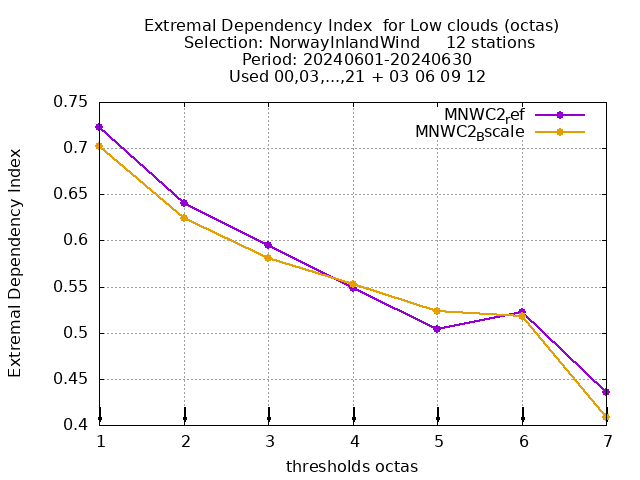 Extremal Dependency Index  for Low clouds (octas)
Selection: NorwayInlandWind     12 stations
Period: 20240601-20240630
Used 00,03,...,21 + 03 06 09 12
MNWC2ref
MNWC2Bscale
Extremal Dependency Index
0.75
0.7
0.65
0.6
0.55
0.5
0.45
0.4
1 2 3 4 5 6 7
thresholds octas